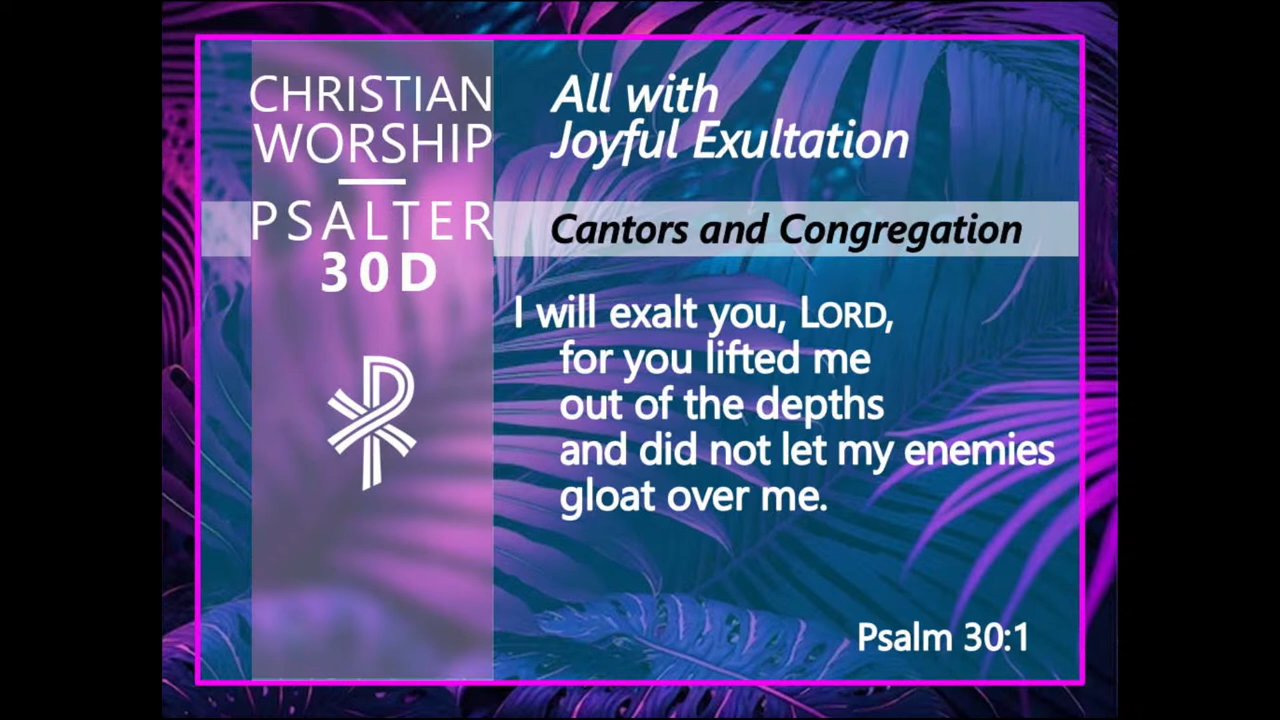 CHRISTIAN
WORSHIP
PSALTER
30D
All with
Joyful Exultation
Cantors and Congregation
I will exalt you, LORD,
for you lifted me
out of the depths
and did not let my enemies
gloat over me.
Psalm 30:1